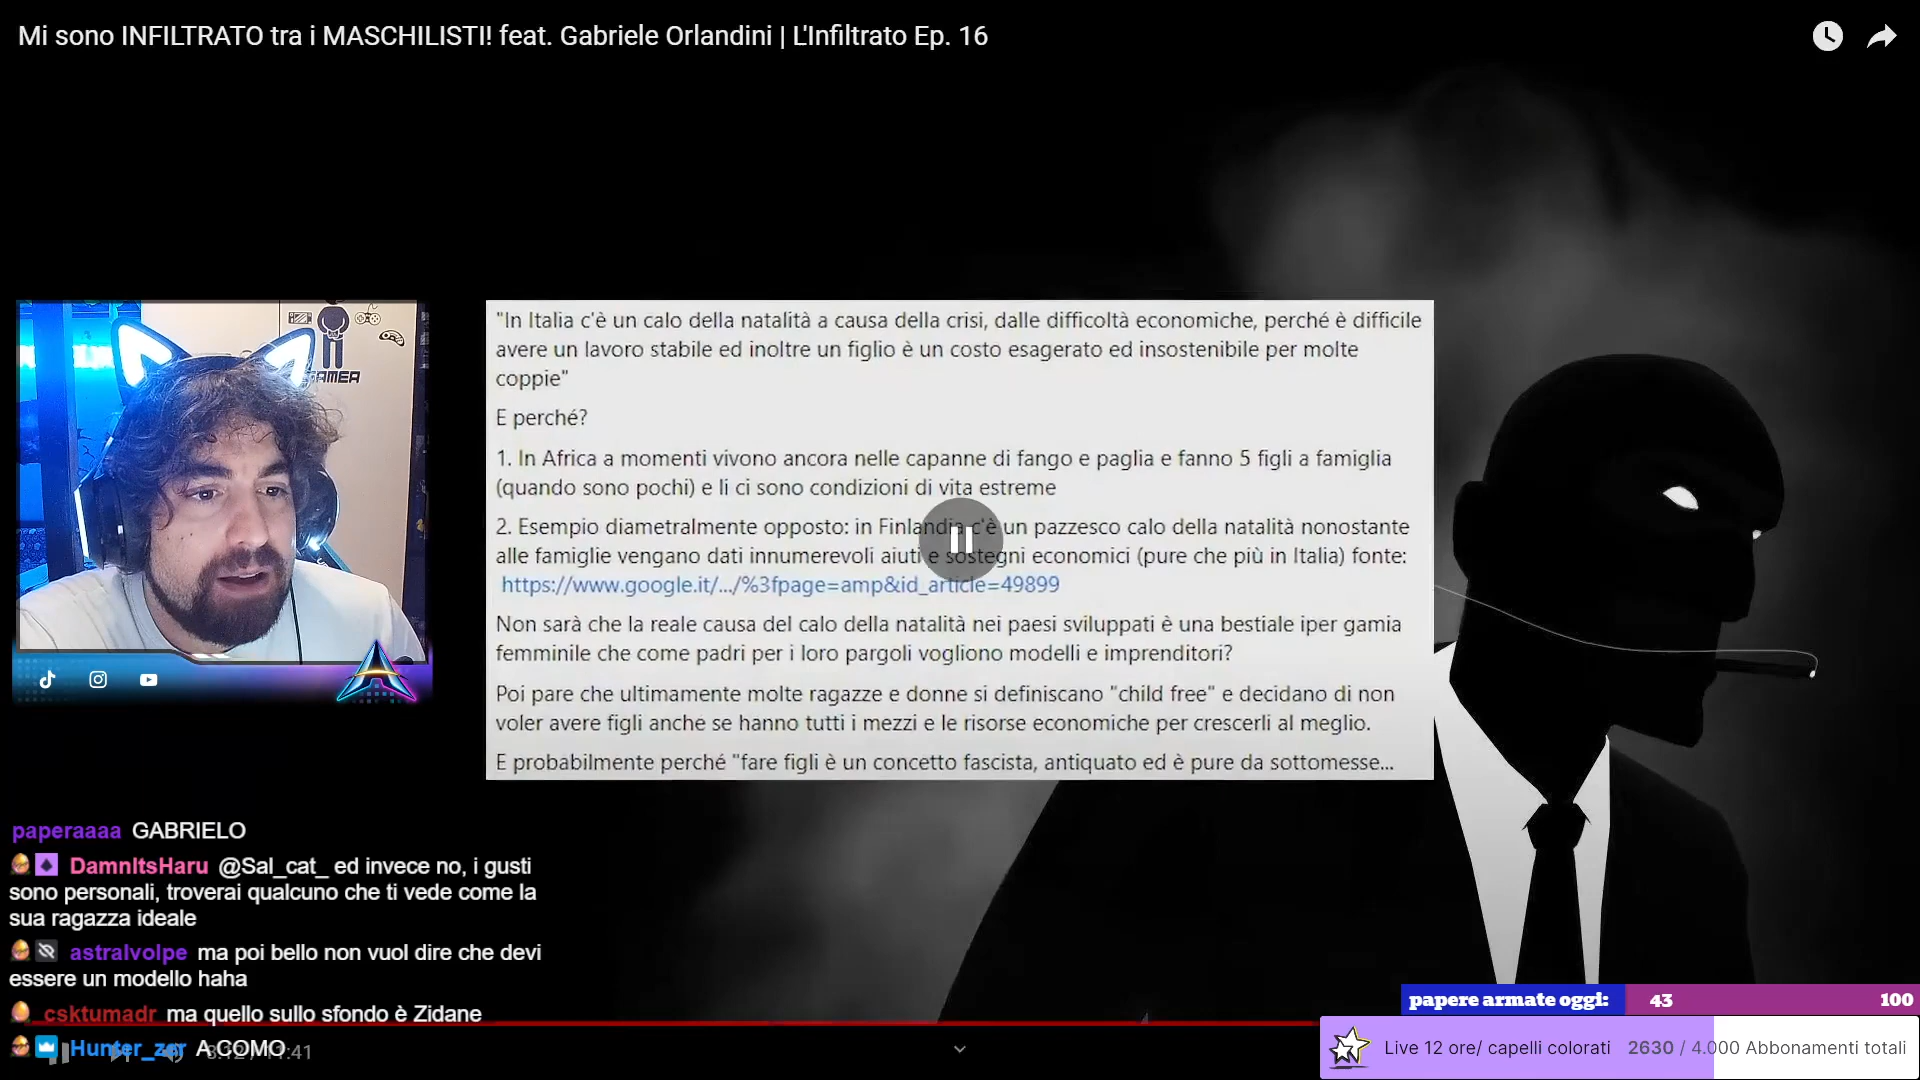 Mi sono INFILTRATO tra i MASCHILISTI! feat. Gabriele Orlandini | L'Infiltrato Ep. 16
GAMER
"In Italia c'è un calo della natalità a causa della crisi, dalle difficoltà economiche, perché è difficile
avere un lavoro stabile ed inoltre un figlio è un costo esagerato ed insostenibile per molte
coppie"
E perché?
1. In Africa a momenti vivono ancora nelle capanne di fango e paglia e fanno 5 figli a famiglia
(quando sono pochi) e li ci sono condizioni di vita estreme
2. Esempio diametralmente opposto: in Finlandia c'è un pazzesco calo della natalità nonostante
alle famiglie vengano dati innumerevoli aiuti e sostegni economici (pure che più in Italia) fonte:
https://www.google.it/.../%3fpage=amp&id_article=49899
Non sarà che la reale causa del calo della natalità nei paesi sviluppati è una bestiale iper gamia
femminile che come padri per i loro pargoli vogliono modelli e imprenditori?
Poi pare che ultimamente molte ragazze e donne si definiscano "child free" e decidano di non
voler avere figli anche se hanno tutti i mezzi e le risorse economiche per crescerli al meglio.
E probabilmente perché "fare figli è un concetto fascista, antiquato ed è pure da sottomesse...
paperaaaa GABRIELO
DamnItsHaru @Sal_cat_ ed invece no, i gusti
sono personali, troverai qualcuno che ti vede come la
sua ragazza ideale
astralvolpe ma poi bello non vuol dire che devi
essere un modello haha
csktumadr ma quello sullo sfondo è Zidane
Hunter_zer A COMO :41
papere armate oggi: 43 100
Live 12 ore/ capelli colorati 2630 / 4.000 Abbonamenti totali